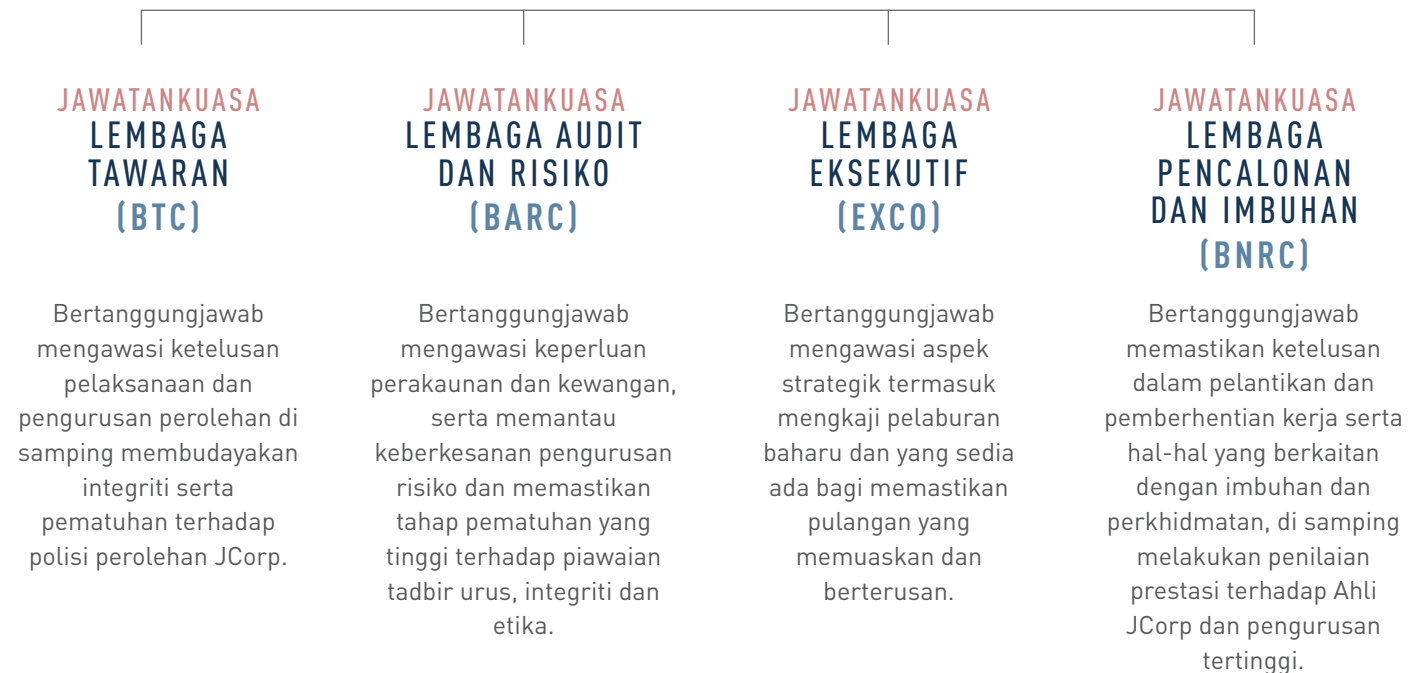 JAWATANKUASA
LEMBAGA
TAWARAN
(BTC)
Bertanggungjawab
mengawasi ketelusan
pelaksanaan dan
pengurusan perolehan di
samping membudayakan
integriti serta
pematuhan terhadap
polisi perolehan JCorp.
JAWATANKUASA
LEMBAGA AUDIT
DAN RISIKO
(BARC)
Bertanggungjawab
mengawasi keperluan
perakaunan dan kewangan,
serta memantau
keberkesanan pengurusan
risiko dan memastikan
tahap pematuhan yang
tinggi terhadap piawaian
tadbir urus, integriti dan
etika.
JAWATANKUASA
LEMBAGA
EKSEKUTIF
(EXCO)
Bertanggungjawab
mengawasi aspek
strategik termasuk
mengkaji pelaburan
baharu dan yang sedia
ada bagi memastikan
pulangan yang
memuaskan dan
berterusan.
JAWATANKUASA
LEMBAGA
PENCALONAN
DAN IMBUHAN
(BNRC)
Bertanggungjawab
memastikan ketelusan
dalam pelantikan dan
pemberhentian kerja serta
hal-hal yang berkaitan
dengan imbuhan dan
perkhidmatan, di samping
melakukan penilaian
prestasi terhadap Ahli
JCorp dan pengurusan
tertinggi.